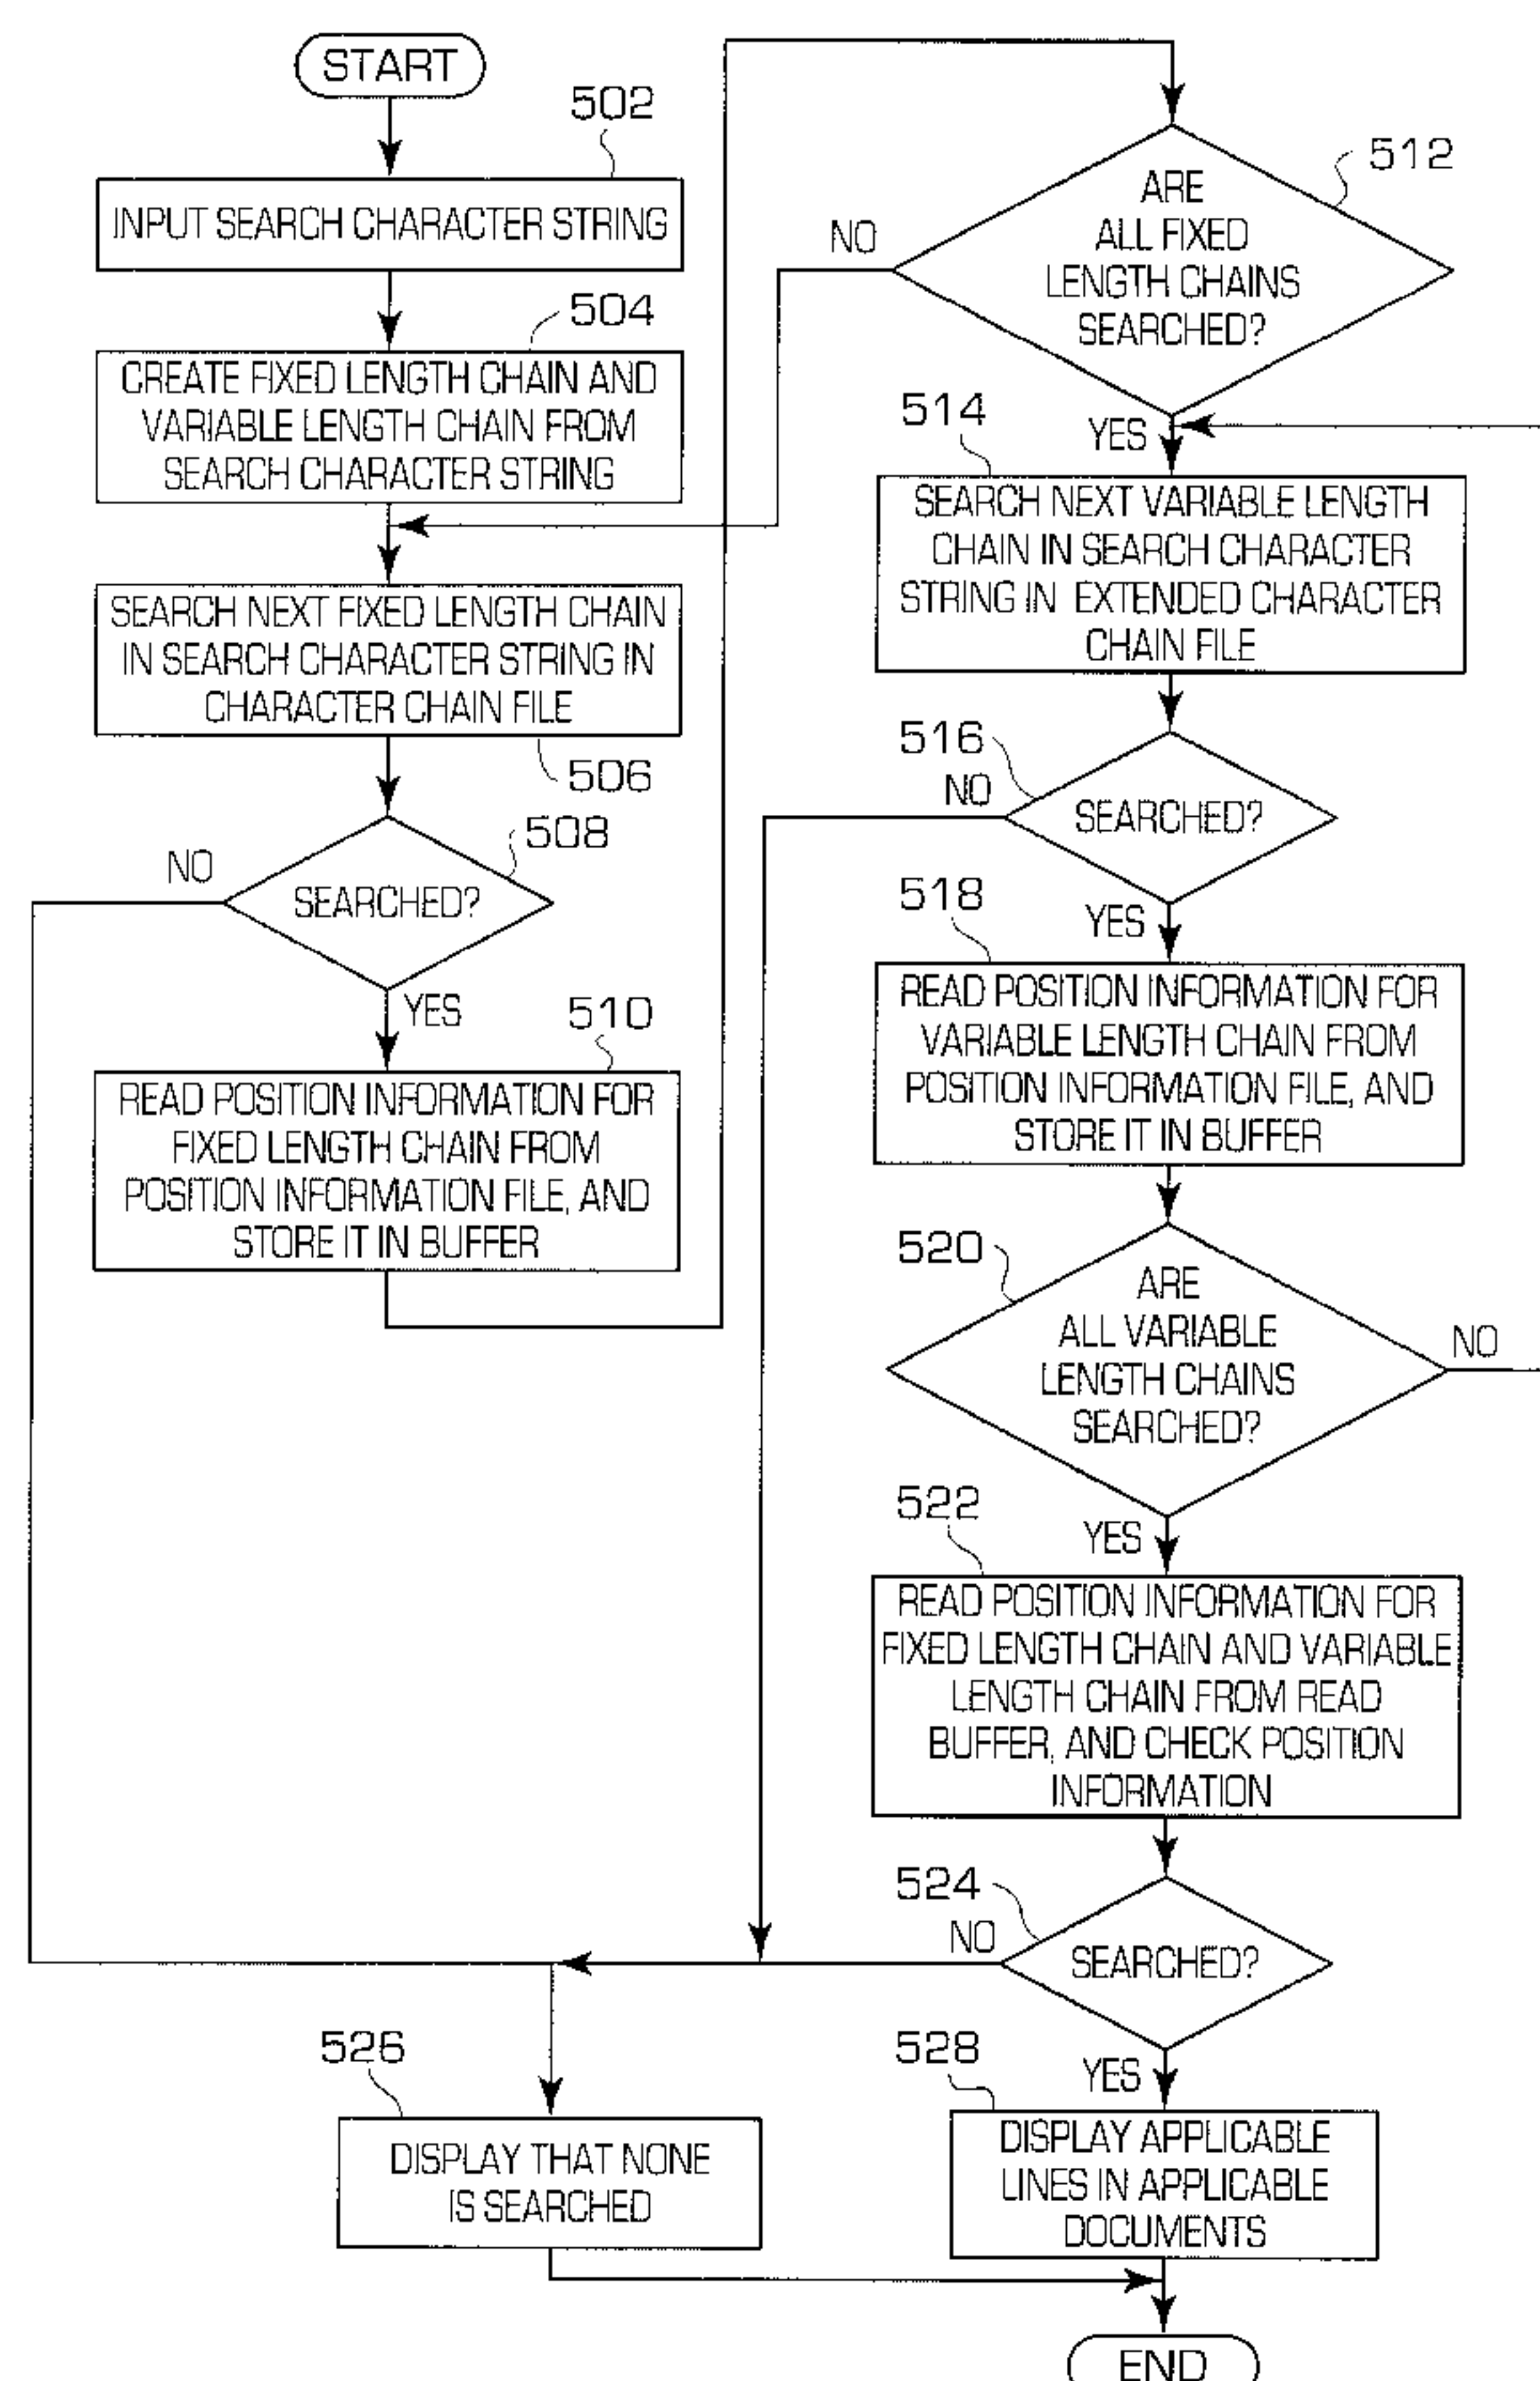 START
502
INPUT SEARCH CHARACTER STRING
504
CREATE FIXED LENGTH CHAIN AND
VARIABLE LENGTH CHAIN FROM
SEARCH CHARACTER STRING
SEARCH NEXT FIXED LENGTH CHAIN
IN SEARCH CHARACTER STRING IN
CHARACTER CHAIN FILE
506
508
NO
SEARCHED?
YES
510
READ POSITION INFORMATION FOR
FIXED LENGTH CHAIN FROM
POSITION INFORMATION FILE, AND
STORE IT IN BUFFER
512
ARE
ALL FIXED
LENGTH CHAINS
SEARCHED?
NO
YES
514
SEARCH NEXT VARIABLE LENGTH
CHAIN IN SEARCH CHARACTER
STRING IN EXTENDED CHARACTER
CHAIN FILE
516
NO
SEARCHED?
YES
518
READ POSITION INFORMATION FOR
VARIABLE LENGTH CHAIN FROM
POSITION INFORMATION FILE, AND
STORE IT IN BUFFER
520
ARE
ALL VARIABLE
LENGTH CHAINS
SEARCHED?
NO
YES
522
READ POSITION INFORMATION FOR
FIXED LENGTH CHAIN AND VARIABLE
LENGTH CHAIN FROM READ
BUFFER, AND CHECK POSITION
INFORMATION
524
NO
SEARCHED?
YES
526
DISPLAY THAT NONE
IS SEARCHED
528
DISPLAY APPLICABLE
LINES IN APPLICABLE
DOCUMENTS
END